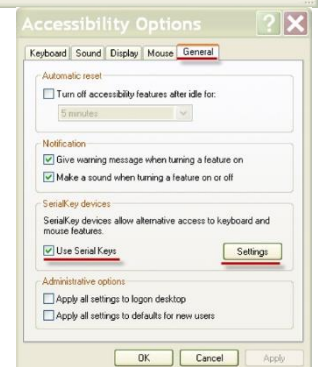 Accessibility Options
Keyboard Sound Display Mouse General
Automatic reset
Turn off accessibility features after idle for:
5 minutes
Notification
Give warning message when turning a feature on
Make a sound when turning a feature on or off
SerialKey devices
SerialKey devices allow alternative access to keyboard and
mouse features.
Use Serial Keys Settings
Administrative options
Apply all settings to logon desktop
Apply all settings to defaults for new users
OK Cancel Apply